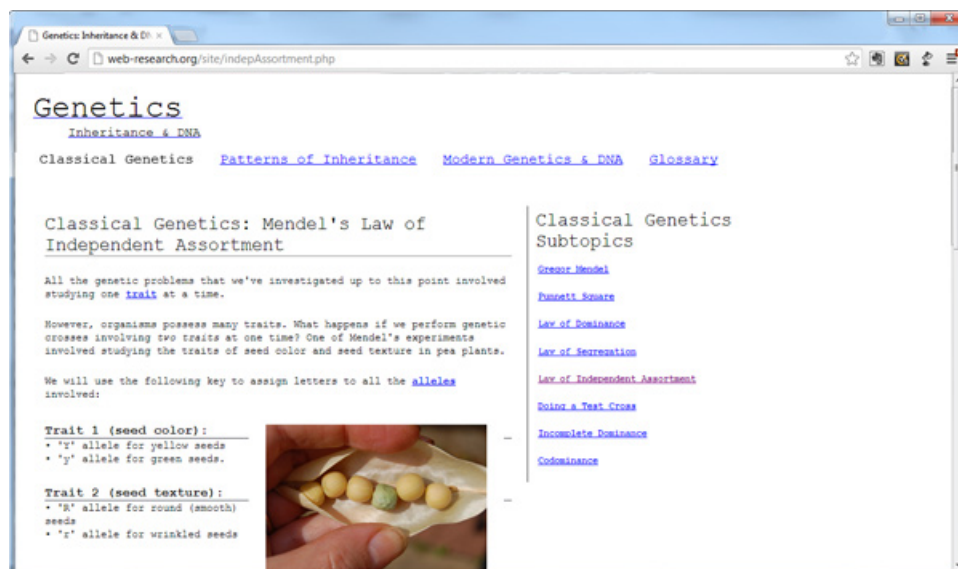 Genetics: Inheritance & DN
web-research.org/site/indepAssortment.php
Genetics
Inheritance & DNA
Classical Genetics Patterns of Inheritance Modern Genetics & DNA Glossary
Classical Genetics: Mendel's Law of
Independent Assortment
All the genetic problems that we've investigated up to this point involved
studying one trait at a time.
However, organisms possess many traits. What happens if we perform genetic
crosses involving two traits at one time? One of Mendel's experiments
involved studying the traits of seed color and seed texture in pea plants.
We will use the following key to assign letters to all the alleles
involved:
Trait 1 (seed color):
• "Y" allele for yellow seeds
• "y" allele for green seeds.
Trait 2 (seed texture):
• "R" allele for round (smooth)
seeds
• "r" allele for wrinkled seeds
Classical Genetics
Subtopics
Gregor Mendel
Punnett Square
Law of Dominance
Law of Segregation
Law of Independent Assortment
Doing a Test Cross
Incomplete Dominance
Codominance